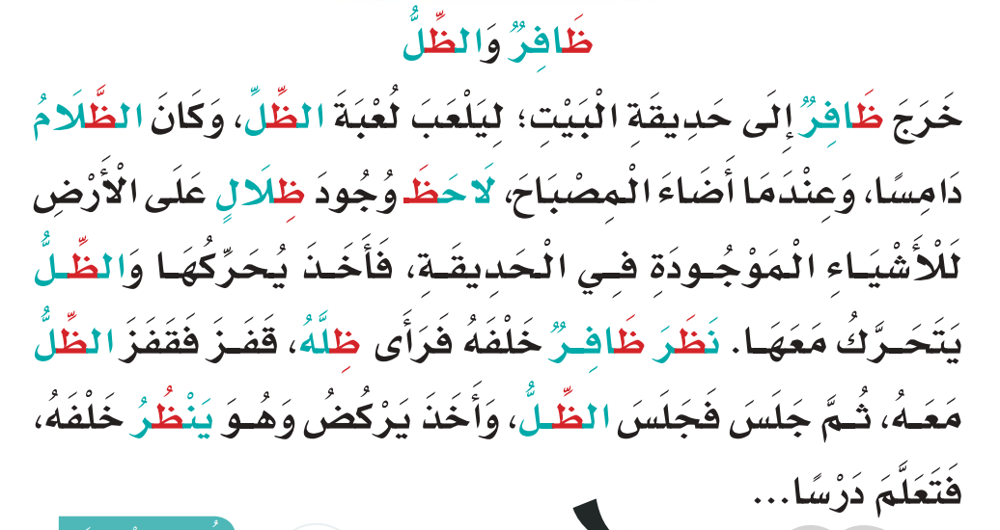 ظَافِرٌ وَالظِّلُّ
خَرَجَ ظَافِرٌ إِلَى حَدِيقَةِ الْبَيْتِ؛ لِيَلْعَبَ لُعْبَةَ الظِّلِّ، وَكَانَ الظَّلَامُ
دَامِسًا، وَعِنْدَمَا أَضَاءَ الْمِصْبَاحَ، لَاحَظَ وُجُودَ ظِلَالٍ عَلَى الْأَرْضِ
لَلْأَشْيَاءِ الْمَوْجُودَةِ فِي الْحَدِيقَةِ، فَأَخَذَ يُحَرِّكُهَا وَالظِّلُّ
يَتَحَرَّكُ مَعَهَا. نَظَرَ ظَافِرٌ خَلْفَهُ فَرَأَى ظِلَّهُ، قَفَزَ فَقَفَزَ الظِّلُّ
مَعَهُ، ثُمَّ جَلَسَ فَجَلَسَ الظِّلُّ، وَأَخَذَ يَرْكُضُ وَهُوَ يَنْظُرُ خَلْفَهُ،
فَتَعَلَّمَ دَرْسًا...